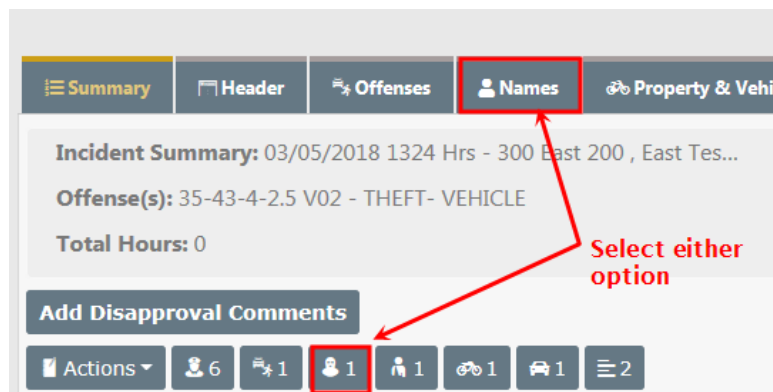 Summary Header Offenses Names Property & Vehi
Incident Summary: 03/05/2018 1324 Hrs - 300 East 200 , East Tes...
Offense(s): 35-43-4-2.5 V02 - THEFT- VEHICLE
Total Hours: 0
Select either
option
Add Disapproval Comments
Actions 6 1 1 1 1 1 2